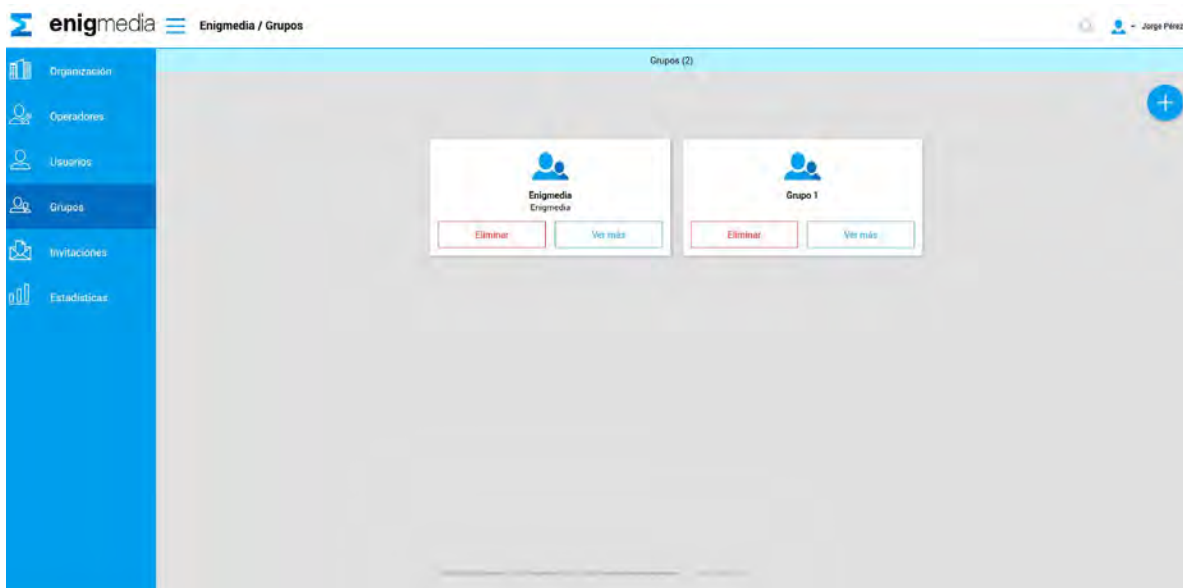 enigmedia
Enigmedia / Grupos
Jorge Pérez
Grupos (2)
Organización
Operadores
Usuarios
Grupos
Invitaciones
Estadísticas
Enigmedia
Enigmedia
Eliminar
Ver más
Grupo 1
Eliminar
Ver más